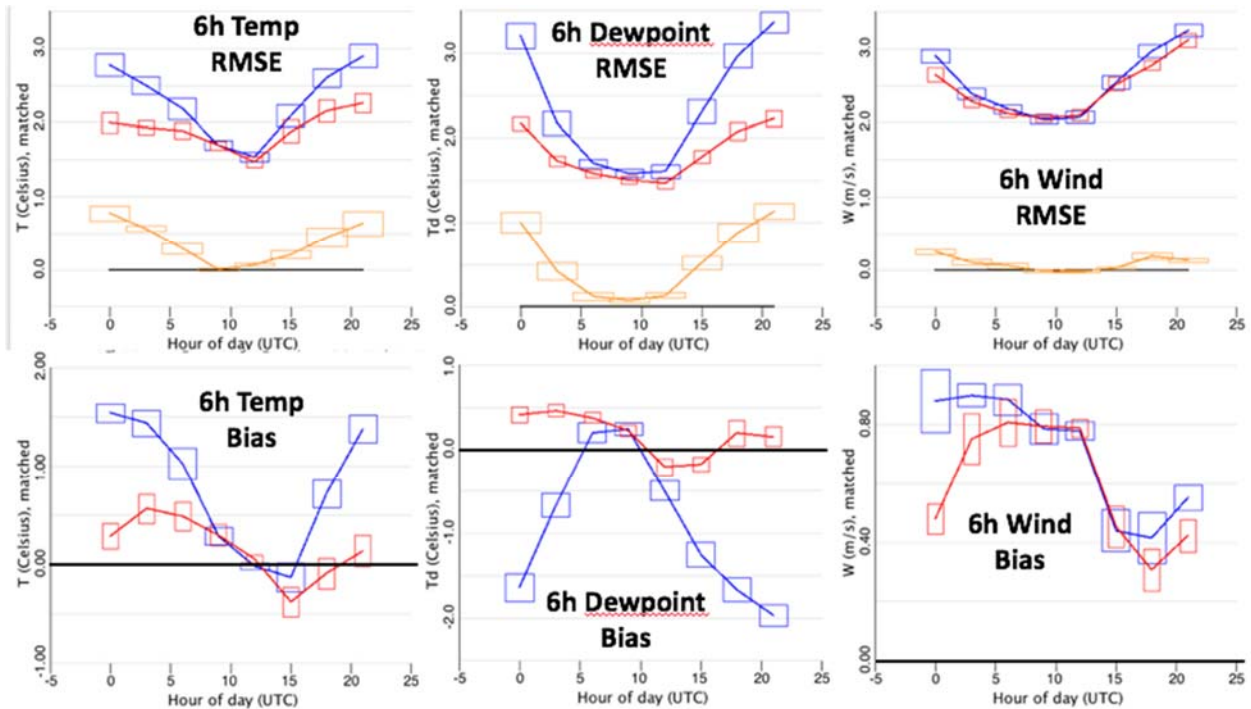 6h Temp
RMSE
T (Celsius), matched
3.0
2.0
1.0
0.0
-5 0 5 10 15 20 25
Hour of day (UTC)
6h Dewpoint
RMSE
Td (Celsius), matched
3.0
2.0
1.0
0.0
-5 0 5 10 15 20 25
Hour of day (UTC)
6h Wind
RMSE
W (m/s), matched
3.0
2.0
1.0
0.0
-5 0 5 10 15 20 25
Hour of day (UTC)
6h Temp
Bias
T (Celsius), matched
2.00
1.00
0.00
-1.00
-5 0 5 10 15 20 25
Hour of day (UTC)
6h Dewpoint
Bias
Td (Celsius), matched
1.0
0.0
-1.0
-2.0
-5 0 5 10 15 20 25
Hour of day (UTC)
6h Wind
Bias
W (m/s), matched
0.80
0.40
0.00
-5 0 5 10 15 20 25
Hour of day (UTC)